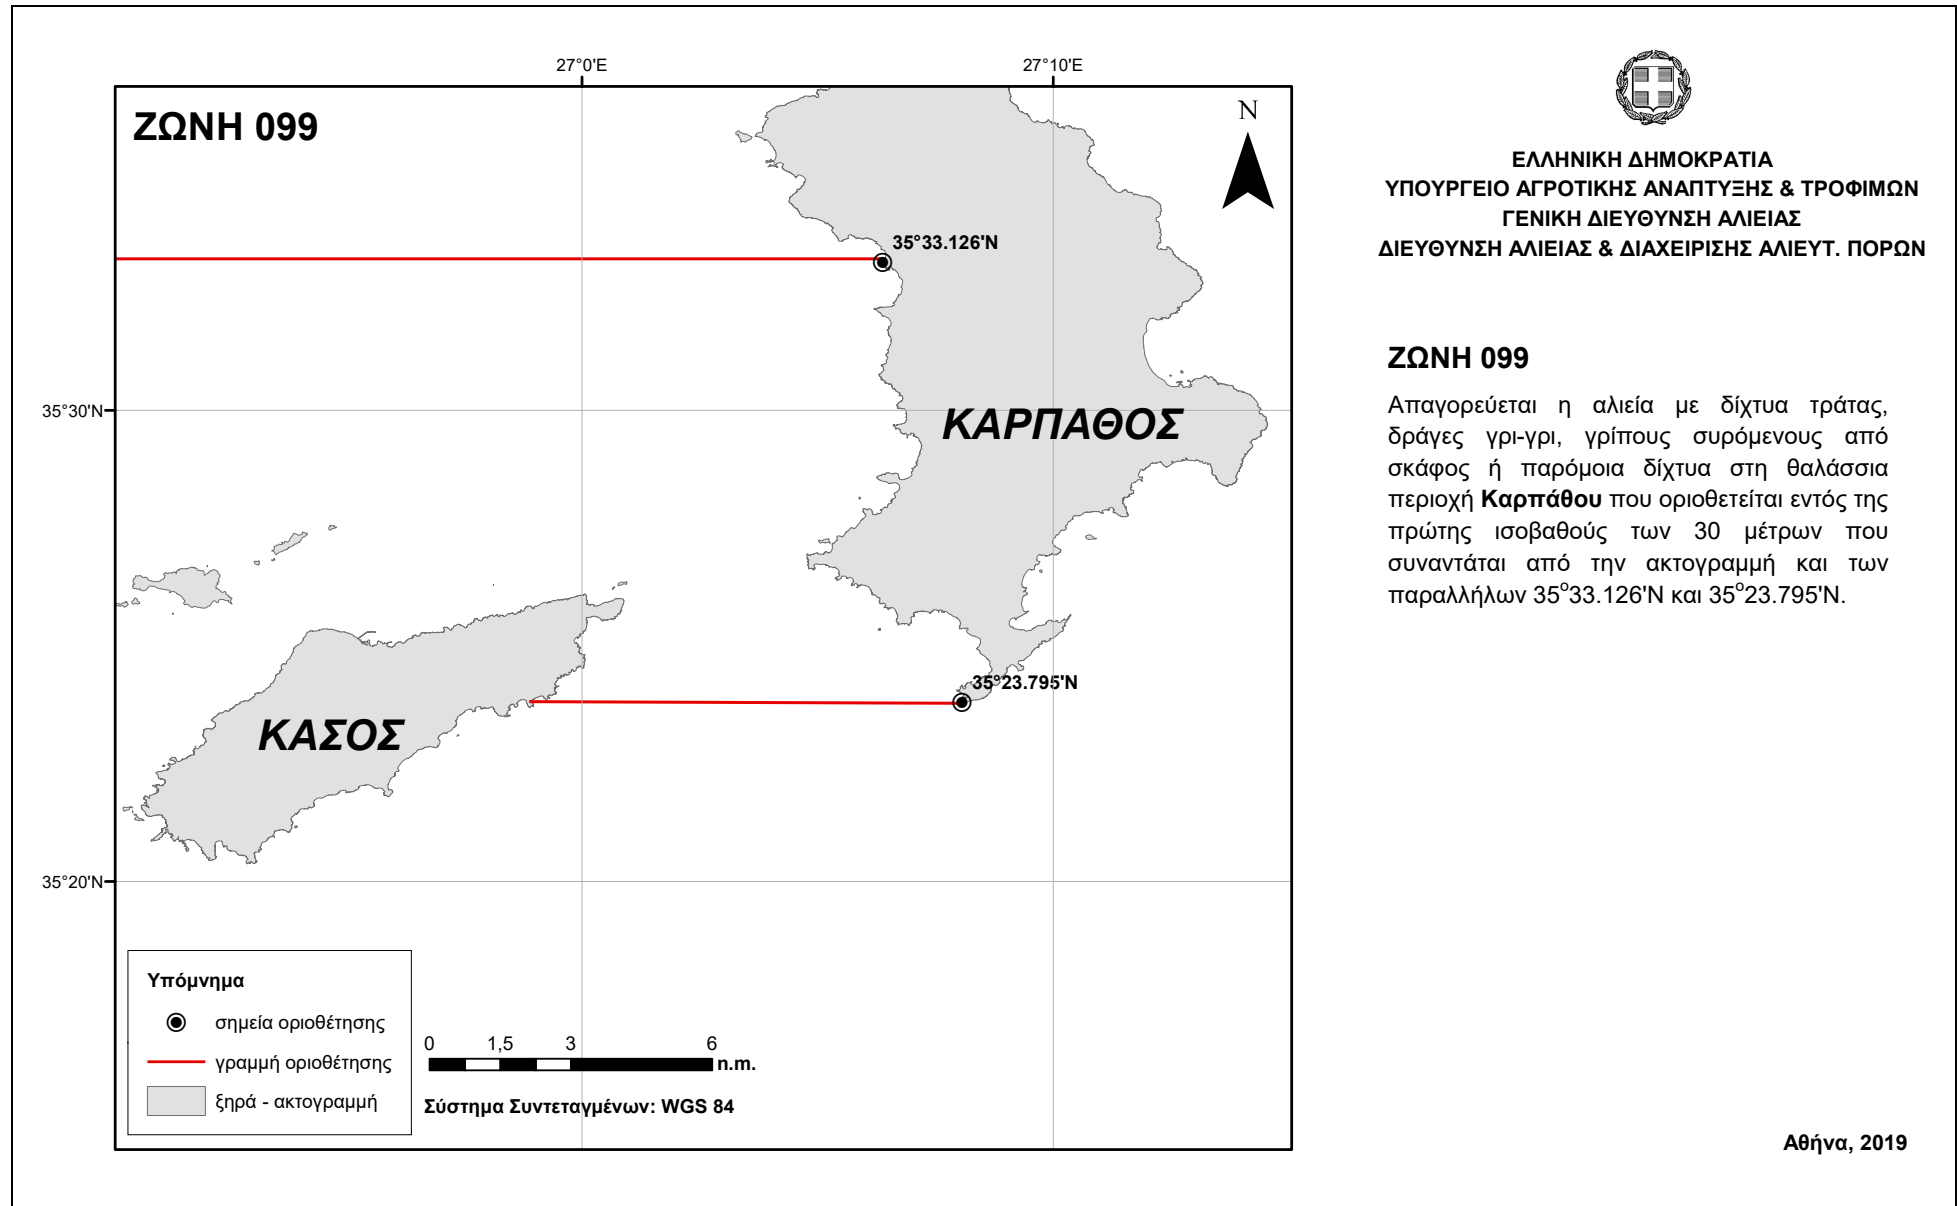 27°0'E
27°10'E
ΖΩΝΗ 099
N
35°33.126'N
35°30'N
ΚΑΡΠΑΘΟΣ
35°23.795'N
ΚΑΣΟΣ
35°20'N
Υπόμνημα
σημεία οριοθέτησης
γραμμή οριοθέτησης
ξηρά - ακτογραμμή
0 1,5 3 6
n.m.
Σύστημα Συντεταγμένων: WGS 84
ΕΛΛΗΝΙΚΗ ΔΗΜΟΚΡΑΤΙΑ
ΥΠΟΥΡΓΕΙΟ ΑΓΡΟΤΙΚΗΣ ΑΝΑΠΤΥΞΗΣ & ΤΡΟΦΙΜΩΝ
ΓΕΝΙΚΗ ΔΙΕΥΘΥΝΣΗ ΑΛΙΕΙΑΣ
ΔΙΕΥΘΥΝΣΗ ΑΛΙΕΙΑΣ & ΔΙΑΧΕΙΡΙΣΗΣ ΑΛΙΕΥΤ. ΠΟΡΩΝ
ΖΩΝΗ 099
Απαγορεύεται η αλιεία με δίχτυα τράτας,
δράγες γρι-γρι, γρίπους συρόμενους από
σκάφος ή παρόμοια δίχτυα στη θαλάσσια
περιοχή Καρπάθου που οριοθετείται εντός της
πρώτης ισοβαθούς των 30 μέτρων που
συναντάται από την ακτογραμμή και των
παραλλήλων 35°33.126'N και 35°23.795'N.
Αθήνα, 2019